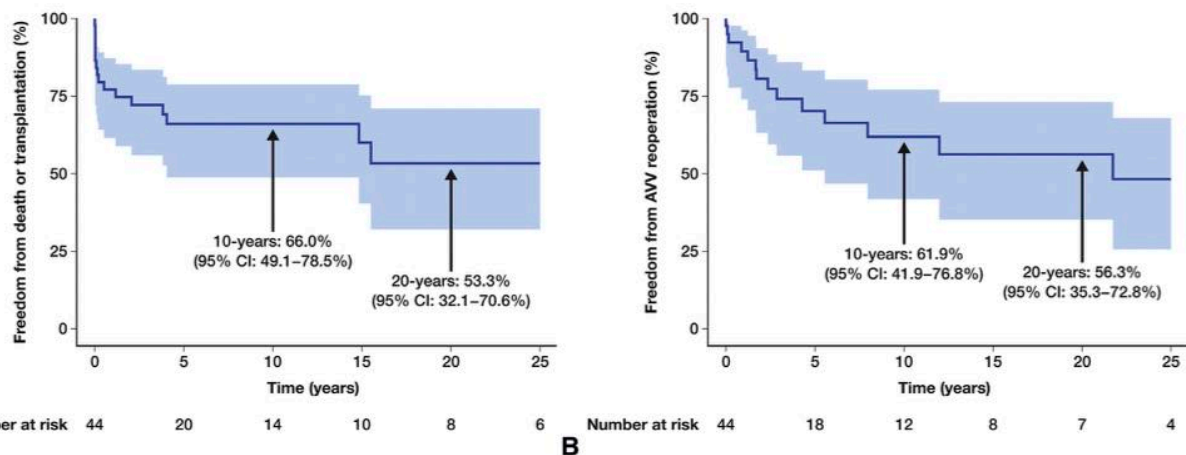 Freedom from death or transplantation (%)
100
75
50
25
0
10-years: 66.0%
(95% CI: 49.1–78.5%)
20-years: 53.3%
(95% CI: 32.1–70.6%)
0 5 10 15 20 25
Time (years)
er at risk 44 20 14 10 8 6
Freedom from AVV reoperation (%)
100
75
50
25
0
10-years: 61.9%
(95% CI: 41.9–76.8%)
20-years: 56.3%
(95% CI: 35.3–72.8%)
0 5 10 15 20 25
Time (years)
Number at risk 44 18 12 8 7 4
B